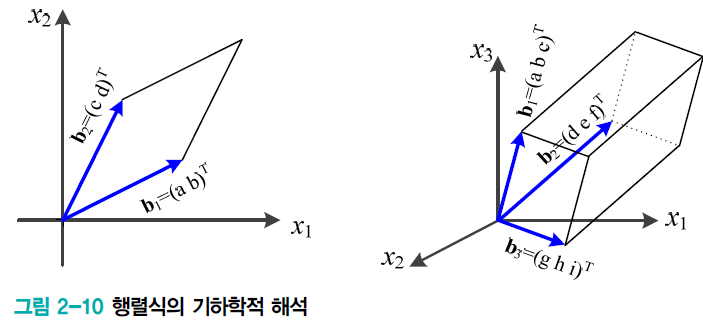 x2
b2=(c d)T
b1=(a b)T
x1
x3
b1=(a b c)T
b2=(d e f)T
x1
x2
b3=(g h i)T
그림 2-10 행렬식의 기하학적 해석